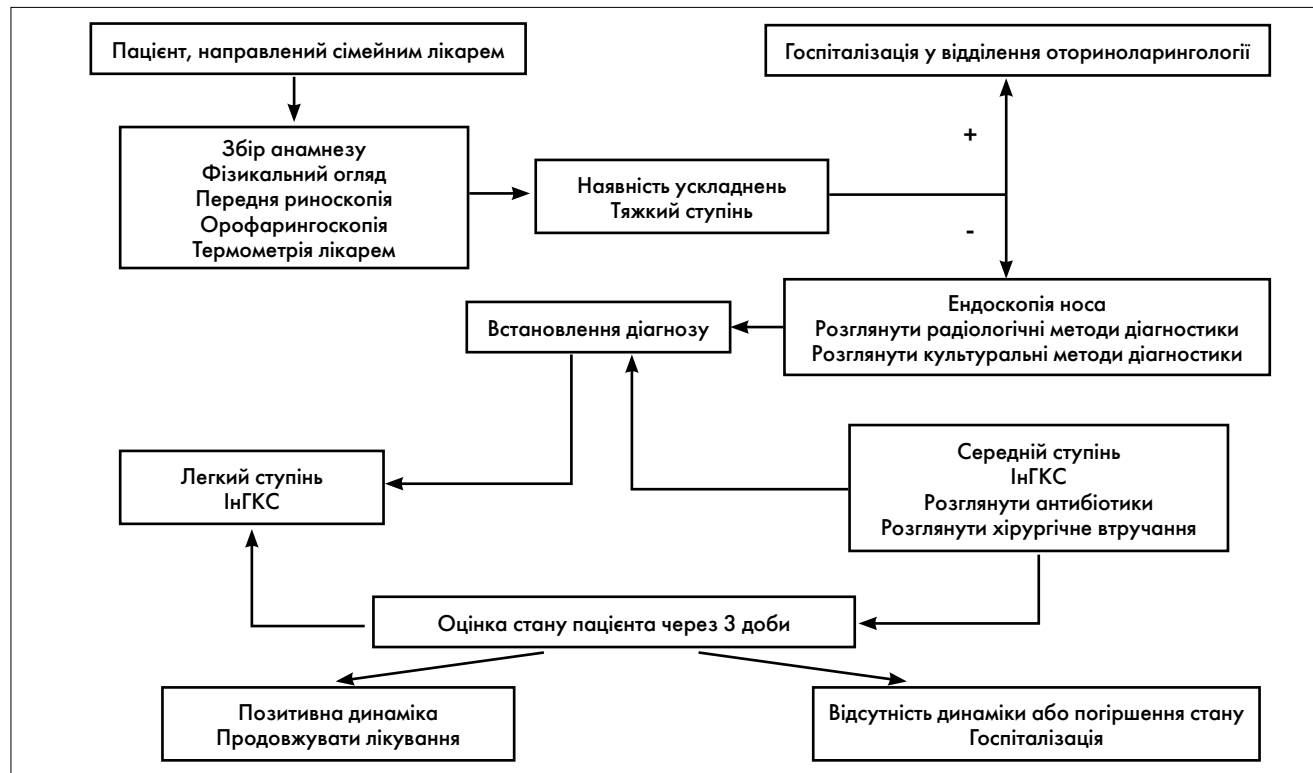 Пацієнт, направлений сімейним лікарем
Госпіталізація у відділення оториноларингології
Збір анамнезу
Фізикальний огляд
Передня риноскопія
Орофарингоскопія
Термометрія лікарем
Наявність ускладнень
Тяжкий ступінь
+
-
Ендоскопія носа
Розглянути радіологічні методи діагностики
Розглянути культуральні методи діагностики
Встановлення діагнозу
Легкий ступінь
ІнГКС
Середній ступінь
ІнГКС
Розглянути антибіотики
Розглянути хірургічне втручання
Оцінка стану пацієнта через 3 доби
Позитивна динаміка
Продовжувати лікування
Відсутність динаміки або погіршення стану
Госпіталізація